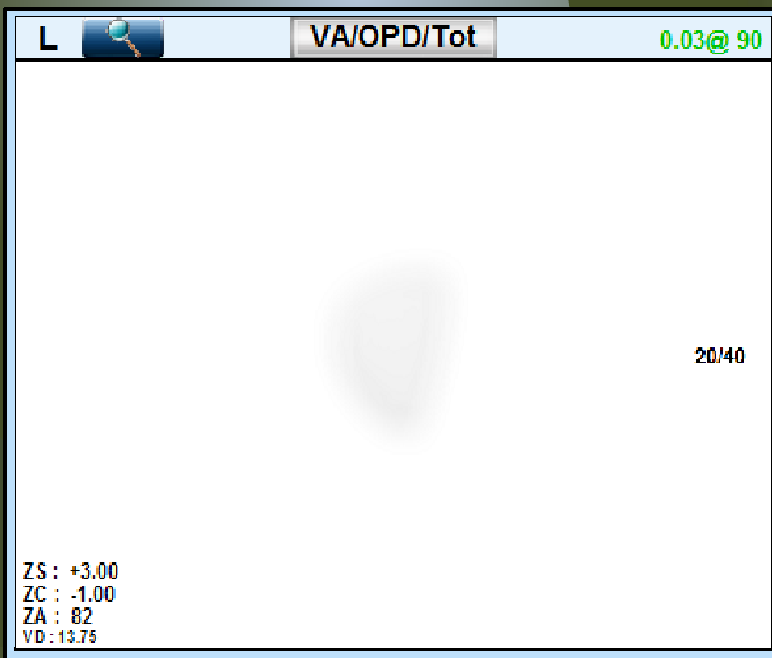 L VA/OPD/Tot 0.03@ 90
20/40
ZS : +3.00
ZC : -1.00
ZA : 82
VD : 13.75